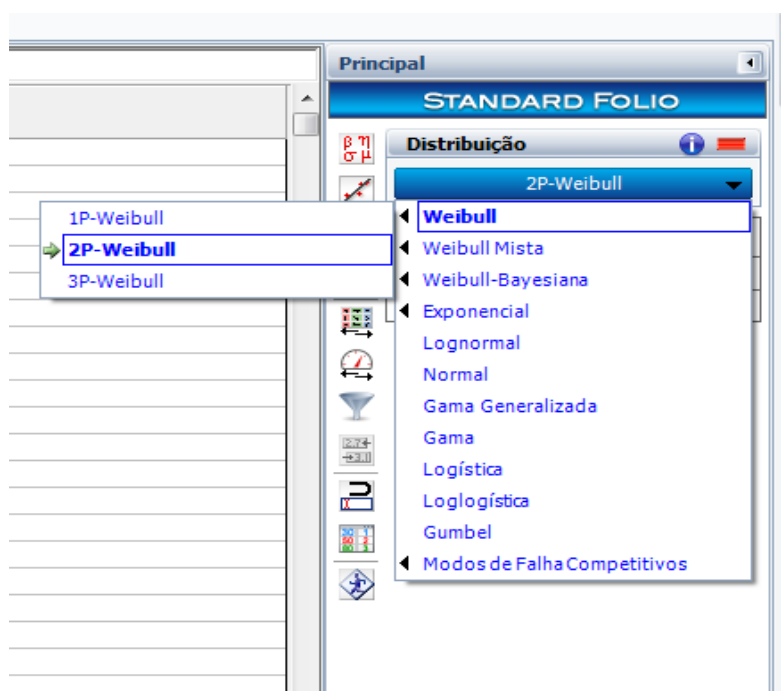 Principal
STANDARD FOLIO
β η
σ μ
Distribuição
2P-Weibull
1P-Weibull
2P-Weibull
3P-Weibull
Weibull
Weibull Mista
Weibull-Bayesiana
Exponencial
Lognormal
Normal
Gama Generalizada
Gama
Logística
Loglogística
Gumbel
Modos de Falha Competitivos